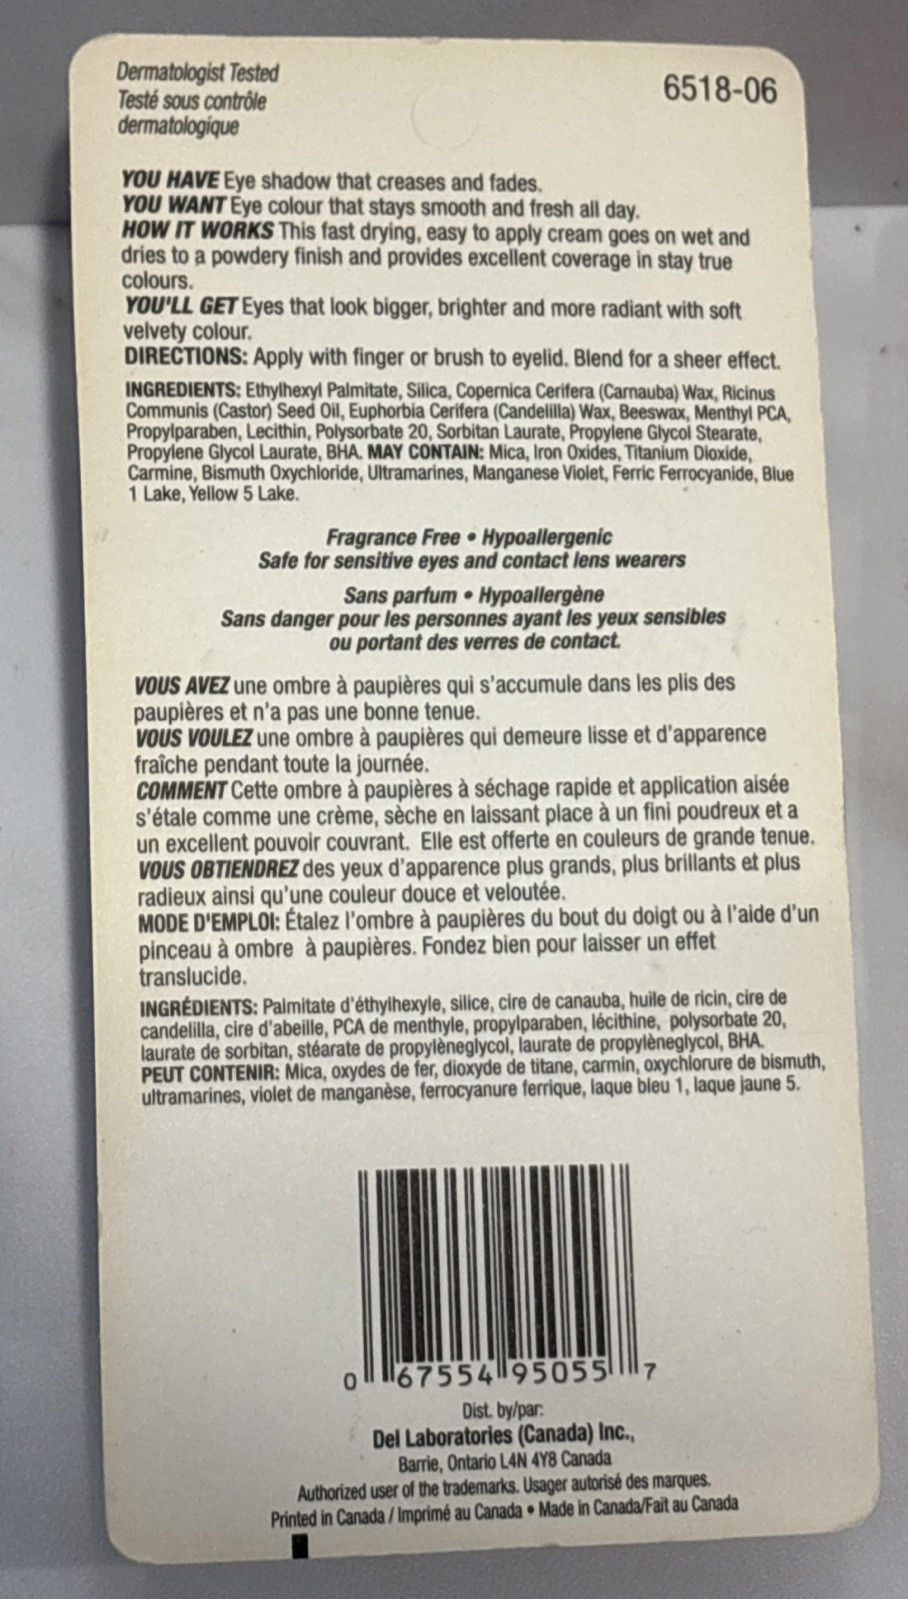 Dermatologist Tested
Testé sous contrôle
dermatologique
6518-06
YOU HAVE Eye shadow that creases and fades.
YOU WANT Eye colour that stays smooth and fresh all day.
HOW IT WORKS This fast drying, easy to apply cream goes on wet and
dries to a powdery finish and provides excellent coverage in stay true
colours.
YOU'LL GET Eyes that look bigger, brighter and more radiant with soft
velvety colour.
DIRECTIONS: Apply with finger or brush to eyelid. Blend for a sheer effect.
INGREDIENTS: Ethylhexyl Palmitate, Silica, Copernica Cerifera (Carnauba) Wax, Ricinus
Communis (Castor) Seed Oil, Euphorbia Cerifera (Candelilla) Wax, Beeswax, Menthyl PCA,
Propylparaben, Lecithin, Polysorbate 20, Sorbitan Laurate, Propylene Glycol Stearate,
Propylene Glycol Laurate, BHA. MAY CONTAIN: Mica, Iron Oxides, Titanium Dioxide,
Carmine, Bismuth Oxychloride, Ultramarines, Manganese Violet, Ferric Ferrocyanide, Blue
1 Lake, Yellow 5 Lake.
Fragrance Free • Hypoallergenic
Safe for sensitive eyes and contact lens wearers
Sans parfum • Hypoallergène
Sans danger pour les personnes ayant les yeux sensibles
ou portant des verres de contact.
VOUS AVEZ une ombre à paupières qui s'accumule dans les plis des
paupières et n'a pas une bonne tenue.
VOUS VOULEZ une ombre à paupières qui demeure lisse et d'apparence
fraîche pendant toute la journée.
COMMENT Cette ombre à paupières à séchage rapide et application aisée
s'étale comme une crème, sèche en laissant place à un fini poudreux et a
un excellent pouvoir couvrant. Elle est offerte en couleurs de grande tenue.
VOUS OBTIENDREZ des yeux d'apparence plus grands, plus brillants et plus
radieux ainsi qu'une couleur douce et veloutée.
MODE D'EMPLOI: Étalez l'ombre à paupières du bout du doigt ou à l'aide d'un
pinceau à ombre à paupières. Fondez bien pour laisser un effet
translucide.
INGRÉDIENTS: Palmitate d'éthylhexyle, silice, cire de canauba, huile de ricin, cire de
candelilla, cire d'abeille, PCA de menthyle, propylparaben, lécithine, polysorbate 20,
laurate de sorbitan, stéarate de propylèneglycol, laurate de propylèneglycol, BHA.
PEUT CONTENIR: Mica, oxydes de fer, dioxyde de titane, carmin, oxychlorure de bismuth,
ultramarines, violet de manganèse, ferrocyanure ferrique, laque bleu 1, laque jaune 5.
0 67554 95055 7
Dist. by/par:
Del Laboratories (Canada) Inc.,
Barrie, Ontario L4N 4Y8 Canada
Authorized user of the trademarks. Usager autorisé des marques.
Printed in Canada / Imprimé au Canada • Made in Canada/Fait au Canada